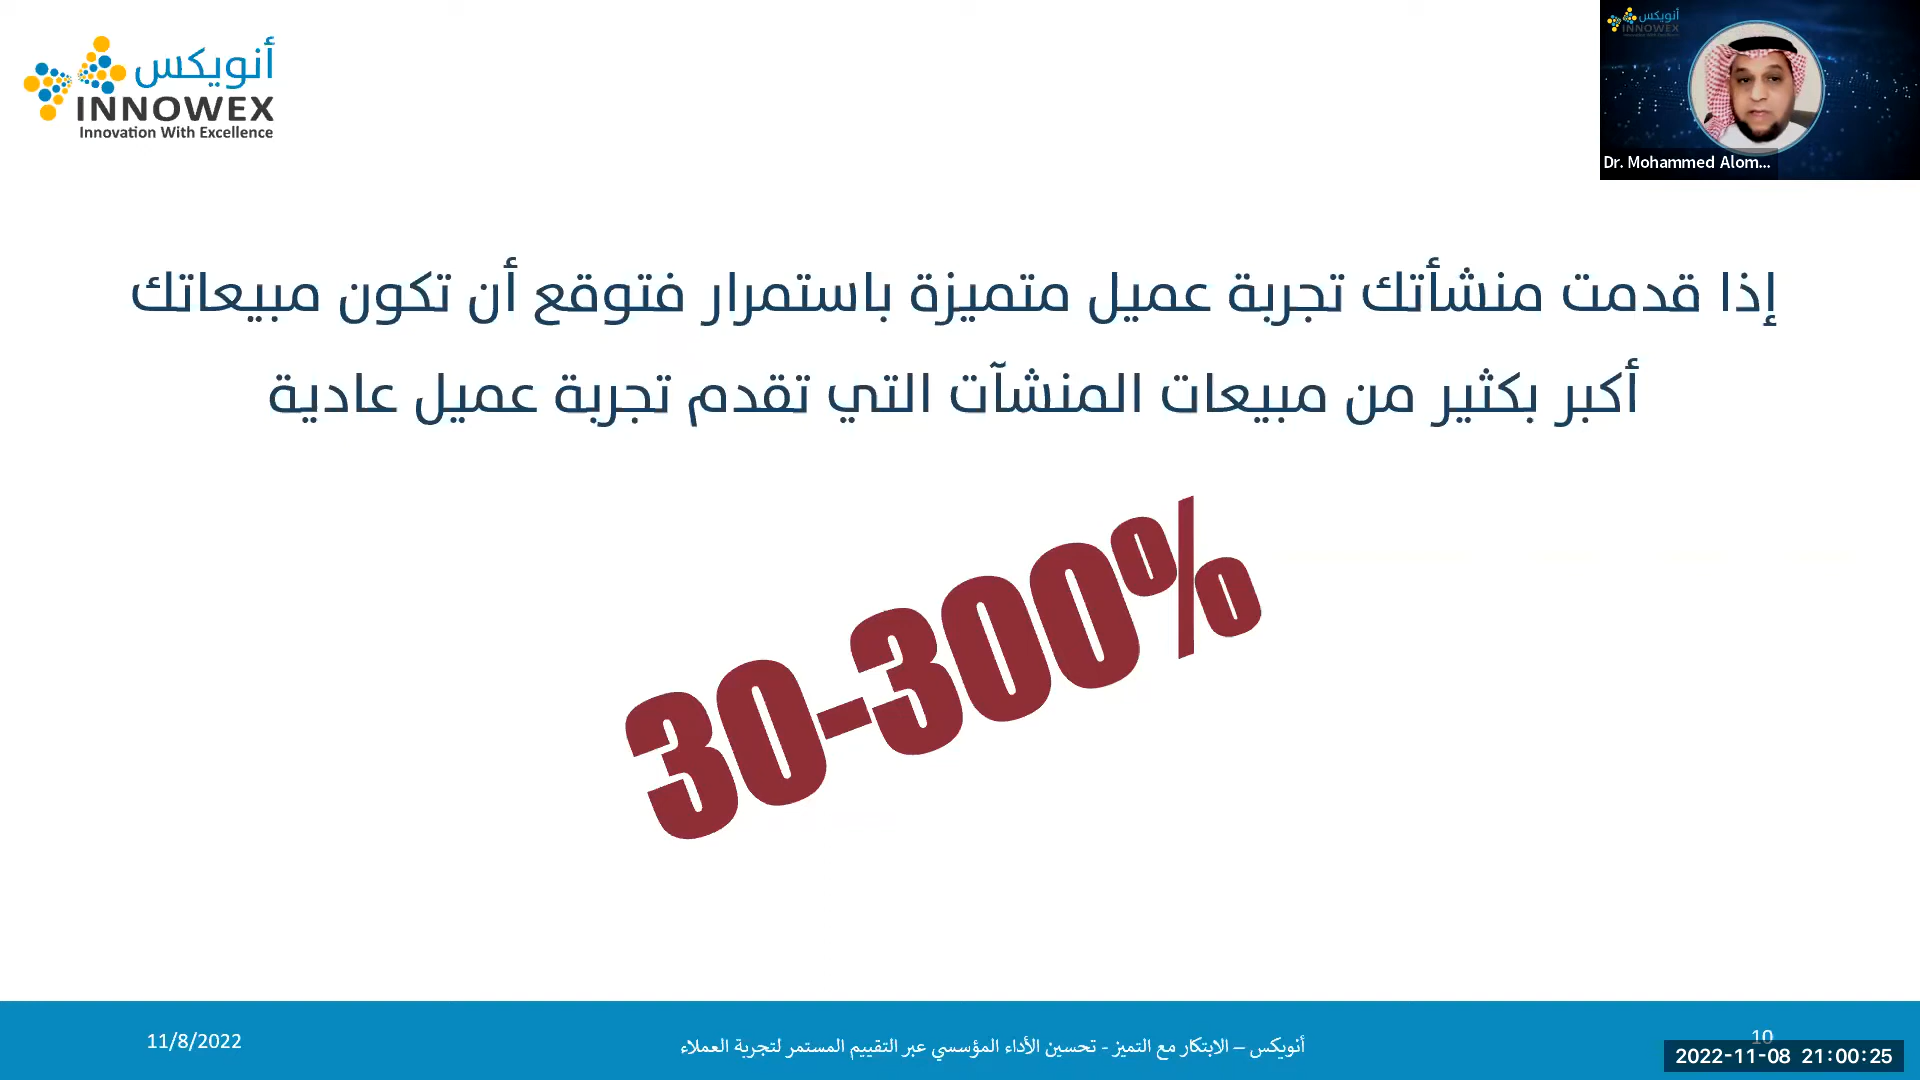 أنويكس
INNOWEX
Innovation With Excellence
أنويكس
INNOWEX
Dr. Mohammed Alom...
إذا قدمت منشأتك تجربة عميل متميزة باستمرار فتوقع أن تكون مبيعاتك
أكبر بكثير من مبيعات المنشآت التي تقدم تجربة عميل عادية
30-300%
11/8/2022
أنويكس – الابتكار مع التميز - تحسين الأداء المؤسسي عبر التقييم المستمر لتجربة العملاء
10
2022-11-08 21:00:25